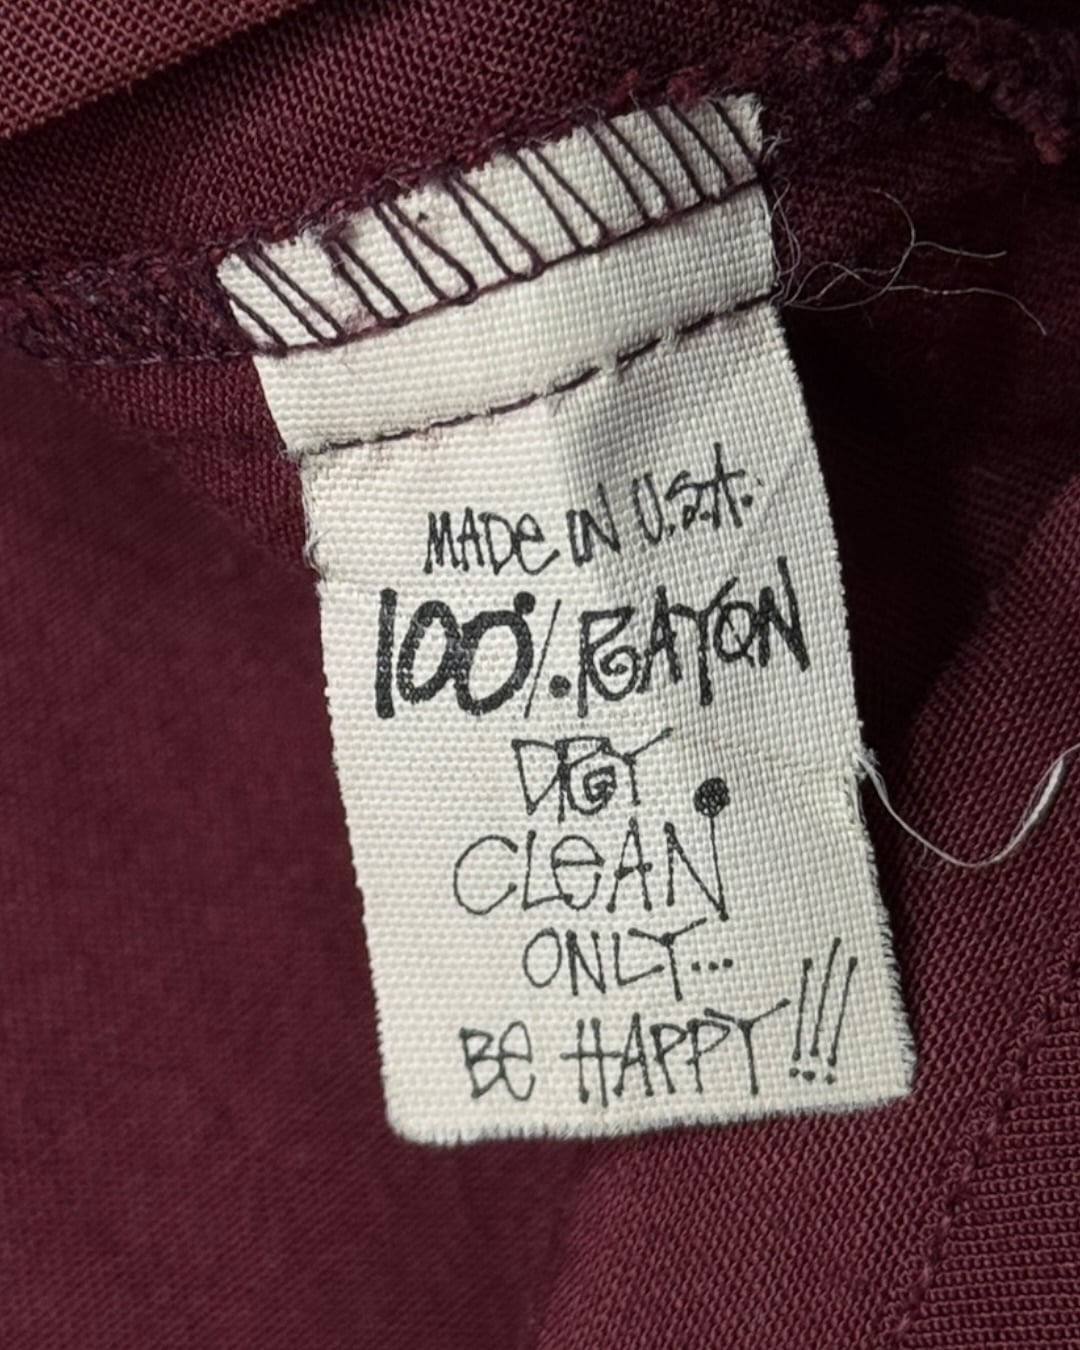 MADe IN U.S.A.
100%. RAYON
DRY
CLeAN
ONLY...
Be HAPPY!!!